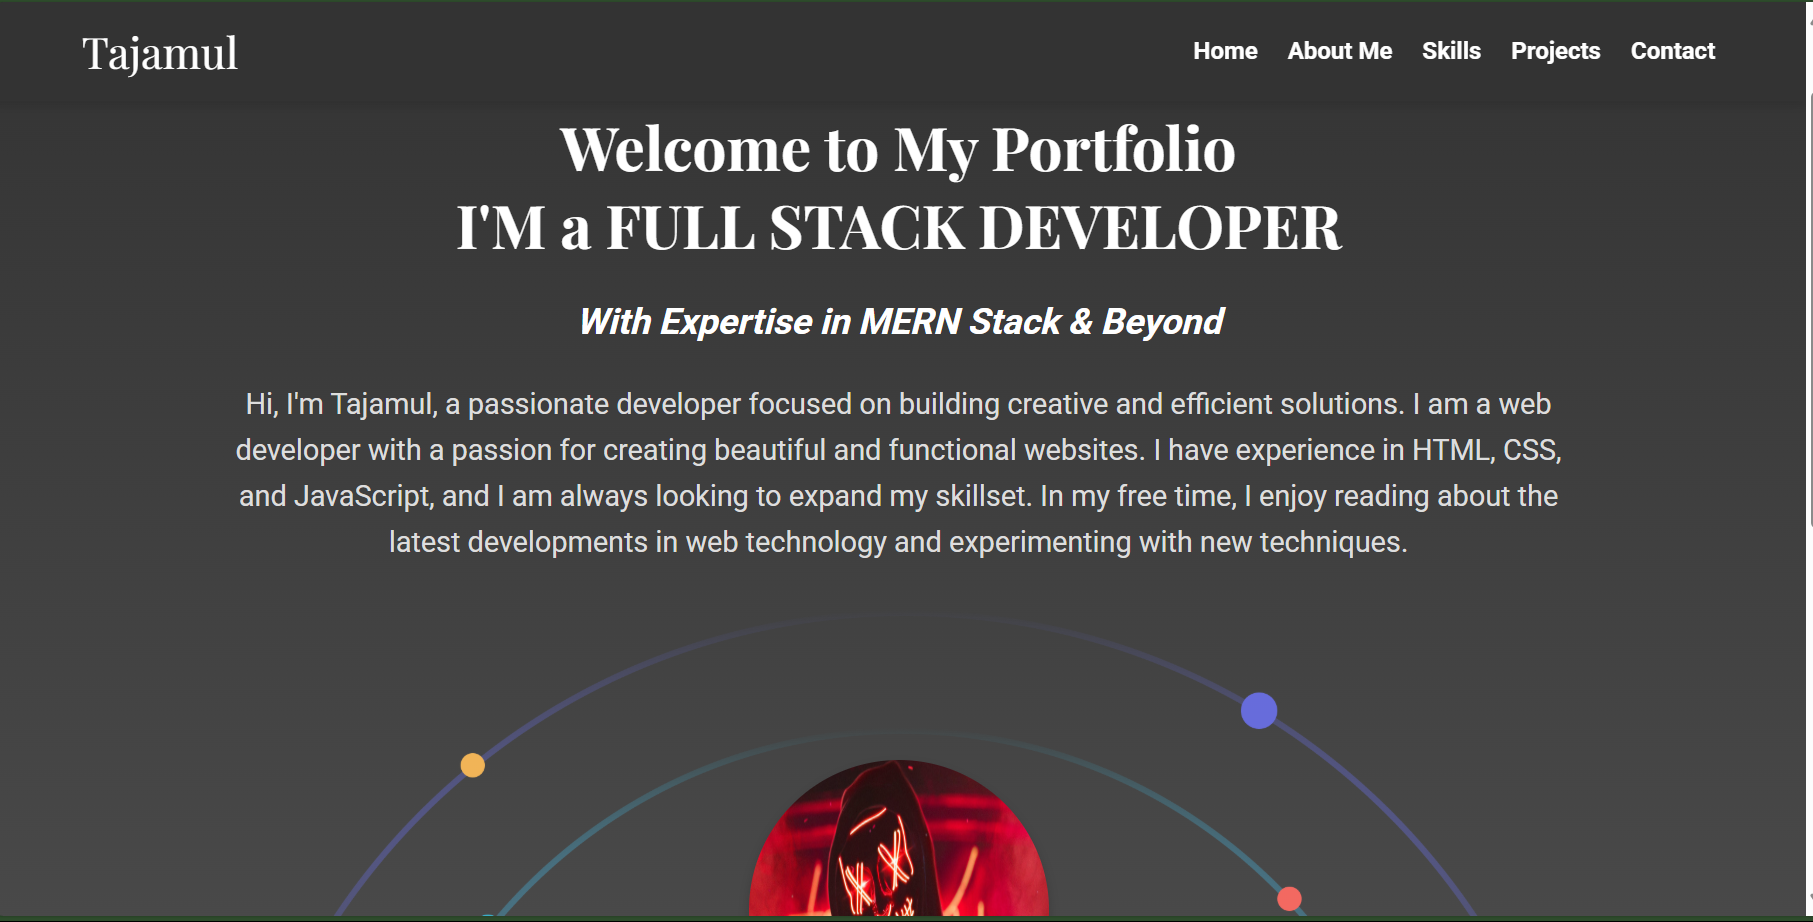 Tajamul
Home About Me Skills Projects Contact
Welcome to My Portfolio
I'M a FULL STACK DEVELOPER
With Expertise in MERN Stack & Beyond
Hi, I'm Tajamul, a passionate developer focused on building creative and efficient solutions. I am a web
developer with a passion for creating beautiful and functional websites. I have experience in HTML, CSS,
and JavaScript, and I am always looking to expand my skillset. In my free time, I enjoy reading about the
latest developments in web technology and experimenting with new techniques.